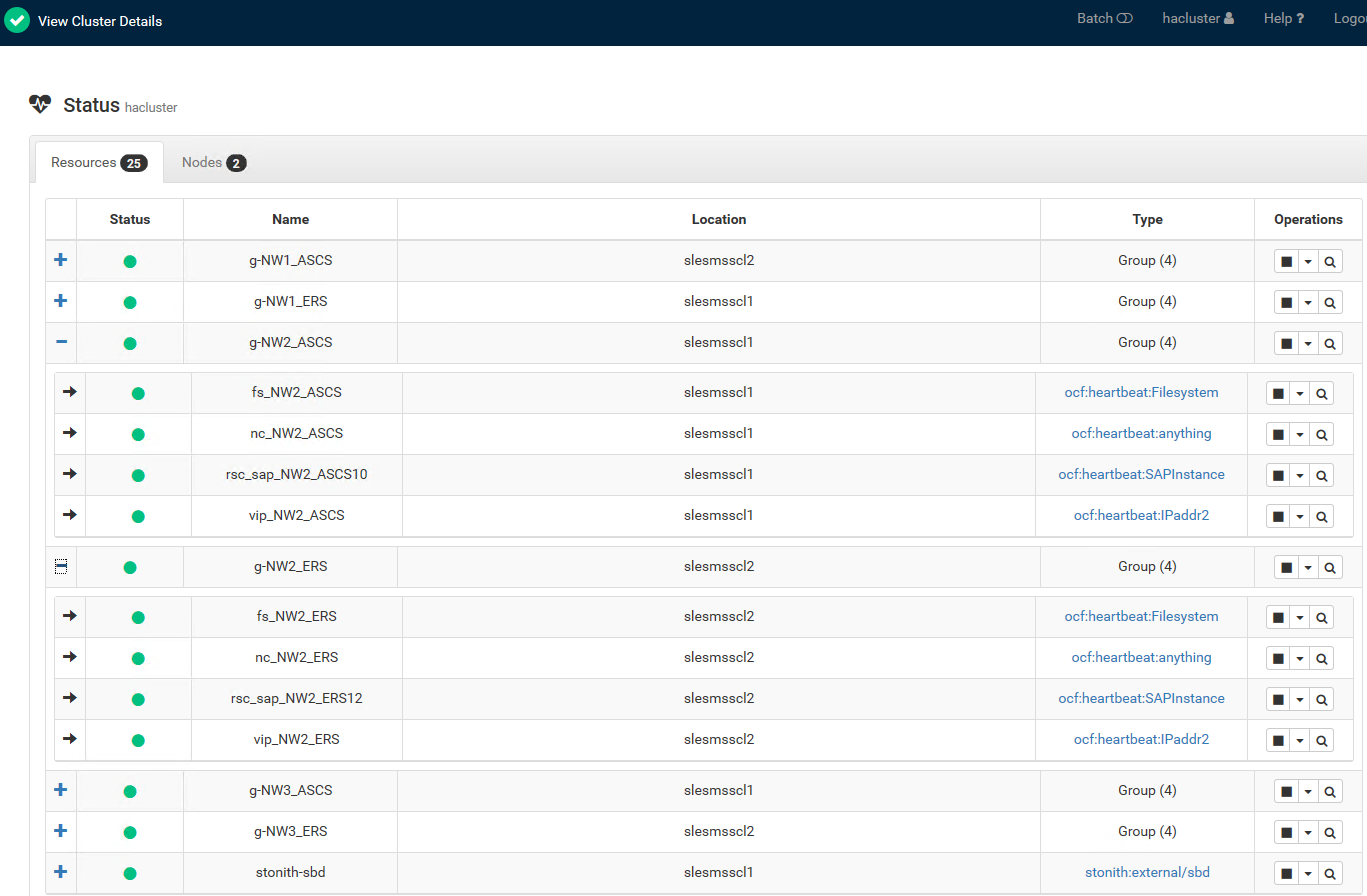 View Cluster Details Batch hacluster Help ?
Status hacluster
Resources 25 Nodes 2
Status Name Location Type Operations
g-NW1_ASCS slesmsscl2 Group (4)
g-NW1_ERS slesmsscl1 Group (4)
g-NW2_ASCS slesmsscl1 Group (4)
fs_NW2_ASCS slesmsscl1 ocf:heartbeat:Filesystem
nc_NW2_ASCS slesmsscl1 ocf:heartbeat:anything
rsc_sap_NW2_ASCS10 slesmsscl1 ocf:heartbeat:SAPInstance
vip_NW2_ASCS slesmsscl1 ocf:heartbeat:IPaddr2
g-NW2_ERS slesmsscl2 Group (4)
fs_NW2_ERS slesmsscl2 ocf:heartbeat:Filesystem
nc_NW2_ERS slesmsscl2 ocf:heartbeat:anything
rsc_sap_NW2_ERS12 slesmsscl2 ocf:heartbeat:SAPInstance
vip_NW2_ERS slesmsscl2 ocf:heartbeat:IPaddr2
g-NW3_ASCS slesmsscl1 Group (4)
g-NW3_ERS slesmsscl2 Group (4)
stonith-sbd slesmsscl1 stonith:external/sbd